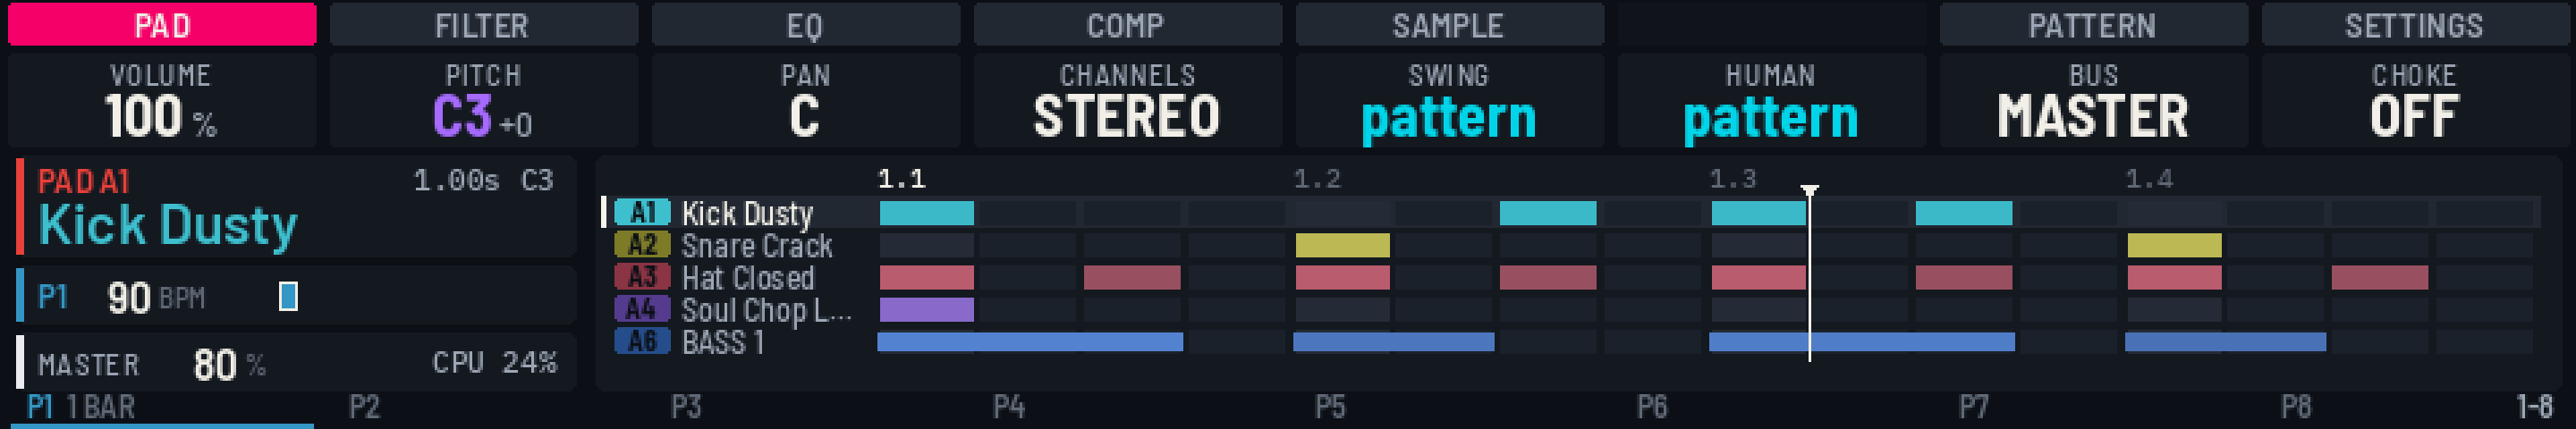 PAD FILTER EQ COMP SAMPLE PATTERN SETTINGS
VOLUME PITCH PAN CHANNELS SWING HUMAN BUS CHOKE
100 % C3 +0 C STEREO pattern pattern MASTER OFF
PAD A1 1.00s C3
Kick Dusty
P1 90 BPM
MASTER 80 % CPU 24%
1.1 1.2 1.3 1.4
A1 Kick Dusty
A2 Snare Crack
A3 Hat Closed
A4 Soul Chop L...
A6 BASS 1
P1 1 BAR P2 P3 P4 P5 P6 P7 P8 1-8